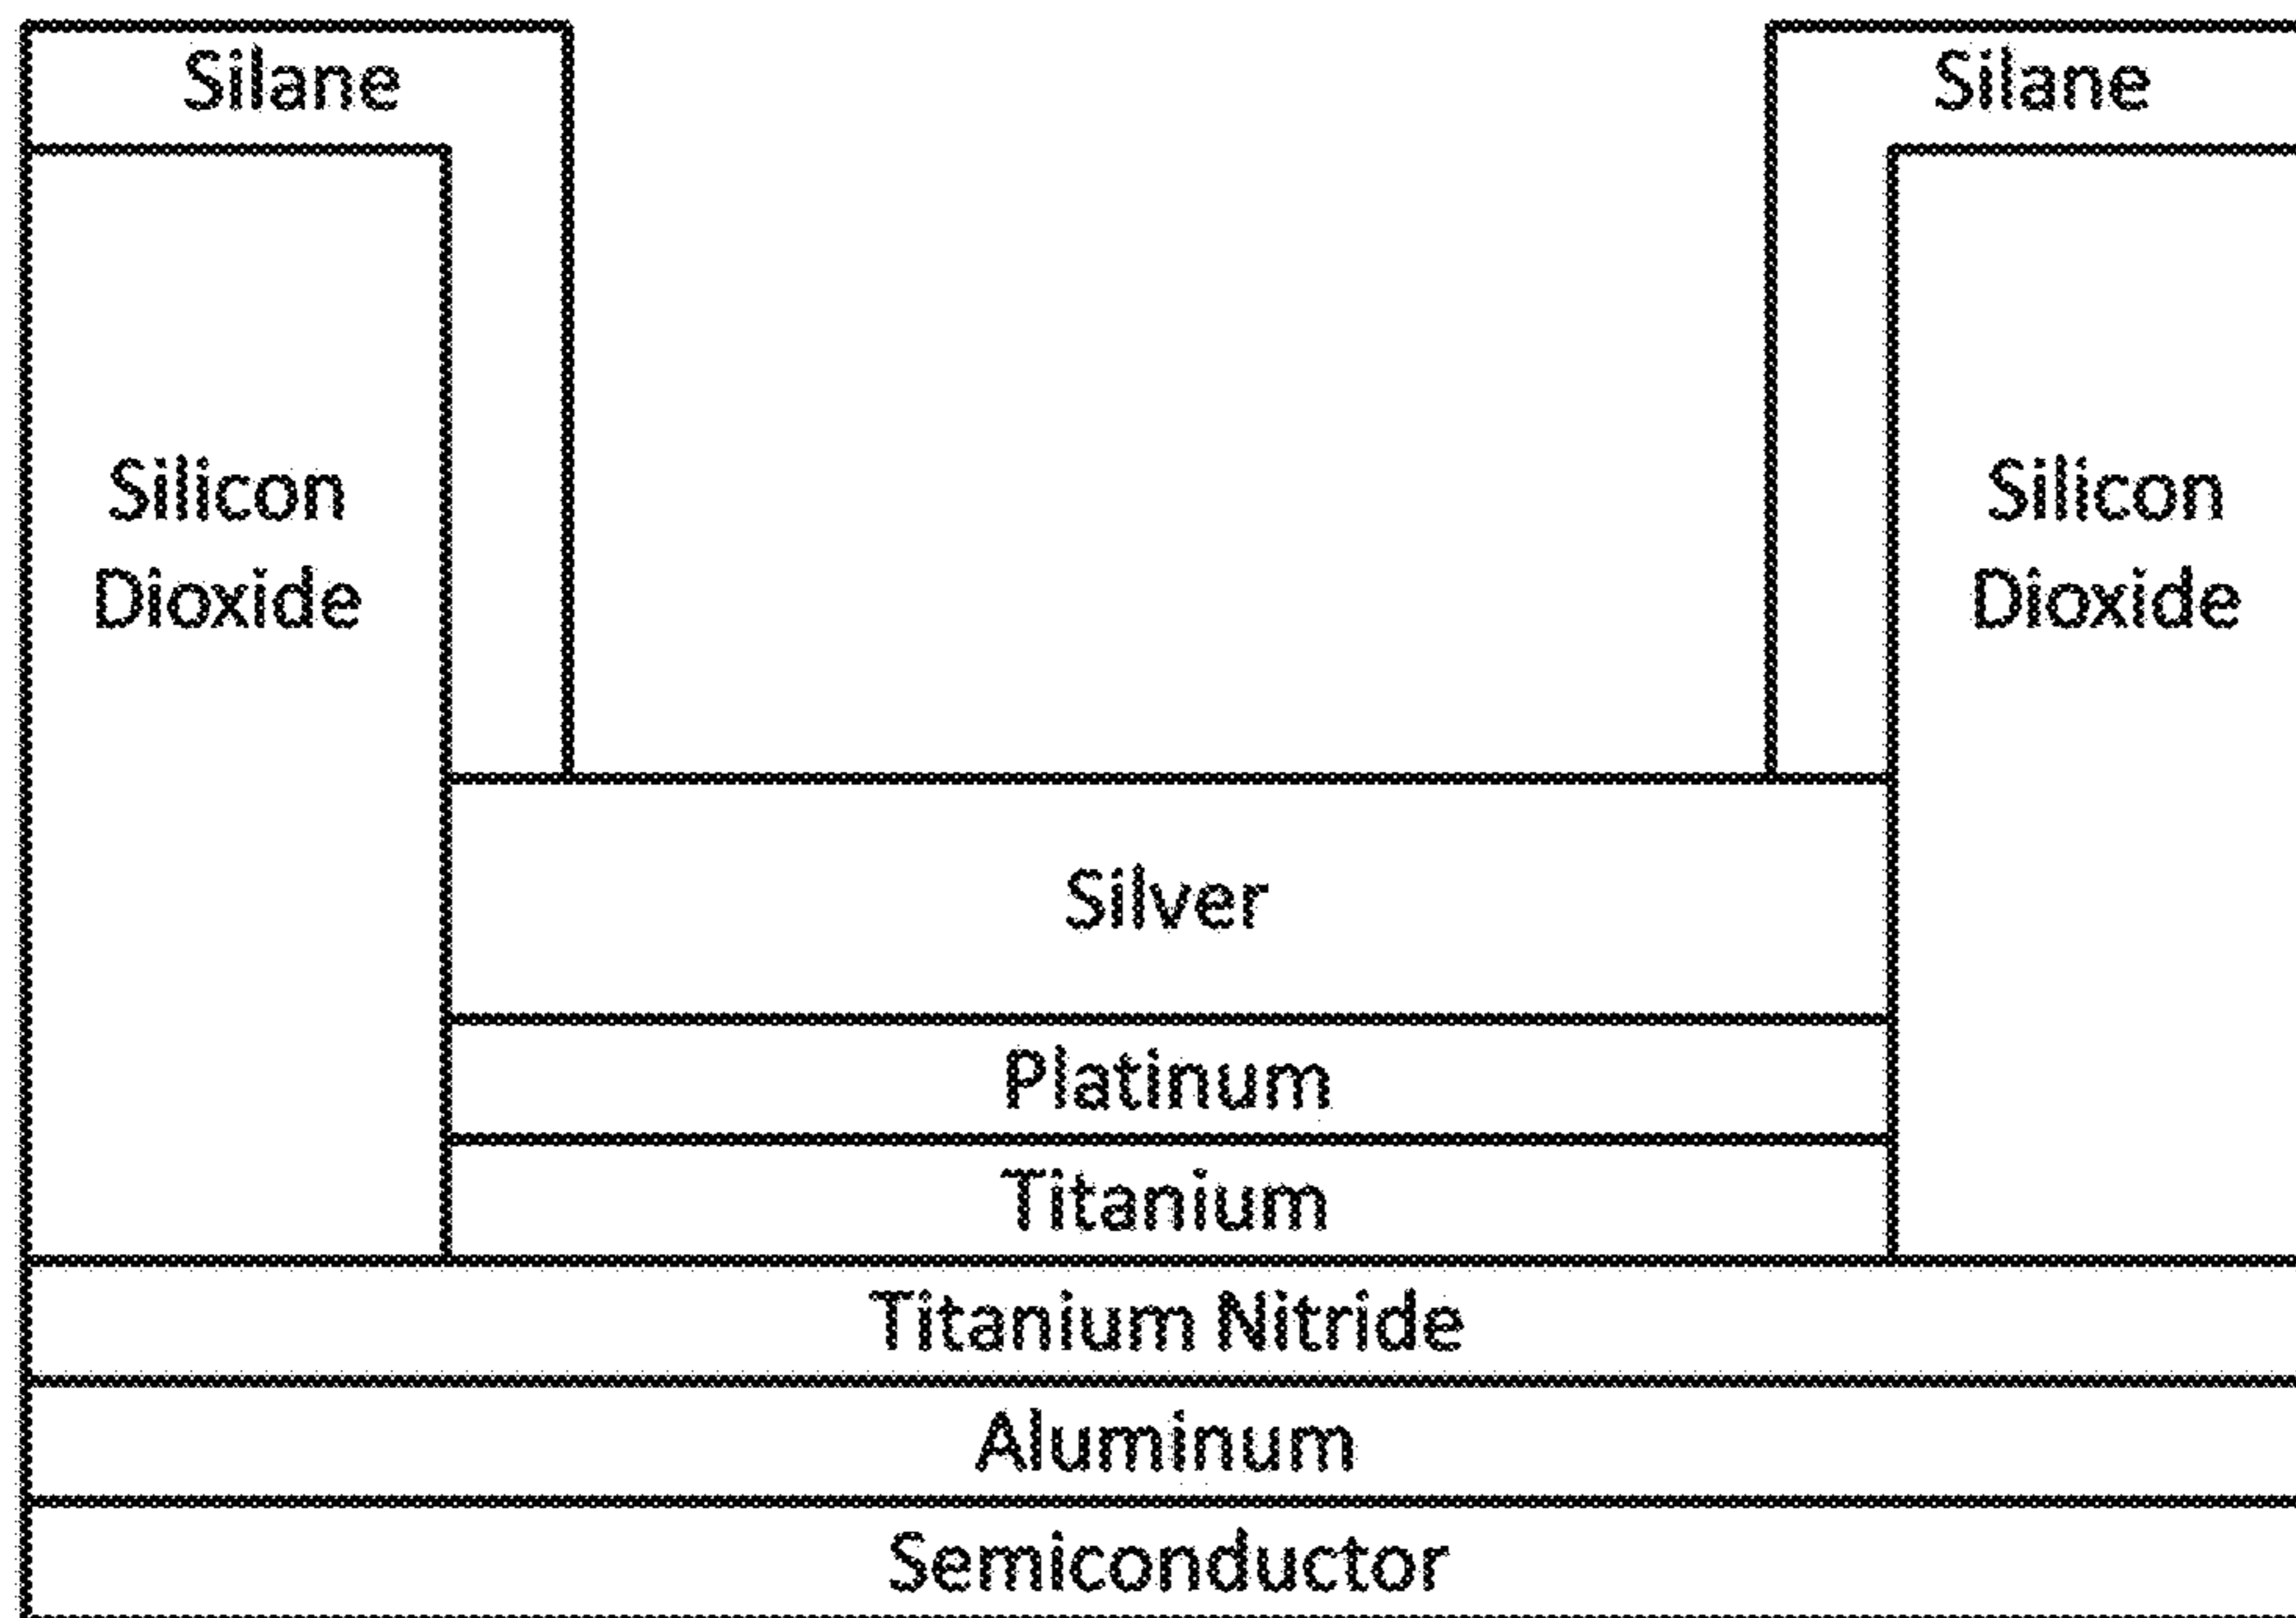 Silane
Silane
Silicon
Dioxide
Silicon
Dioxide
Silver
Platinum
Titanium
Titanium Nitride
Aluminum
Semiconductor